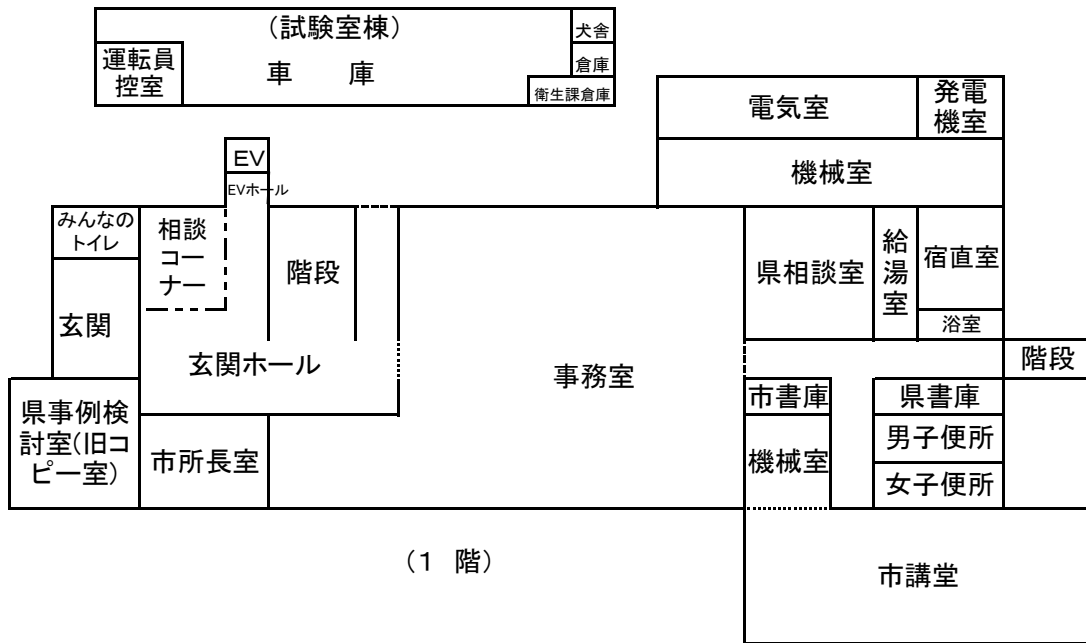 (試験室棟)
犬舎
運転員
控室
車 庫
倉庫
衛生課倉庫
電気室
発電
機室
機械室
EV
EVホール
みんなの
トイレ
相談
コー
ナー
階段
県相談室
給
湯
室
宿直室
浴室
玄関
玄関ホール
事務室
階段
県事例検
討室(旧コ
ピー室)
市所長室
市書庫
機械室
県書庫
男子便所
女子便所
(1 階)
市講堂